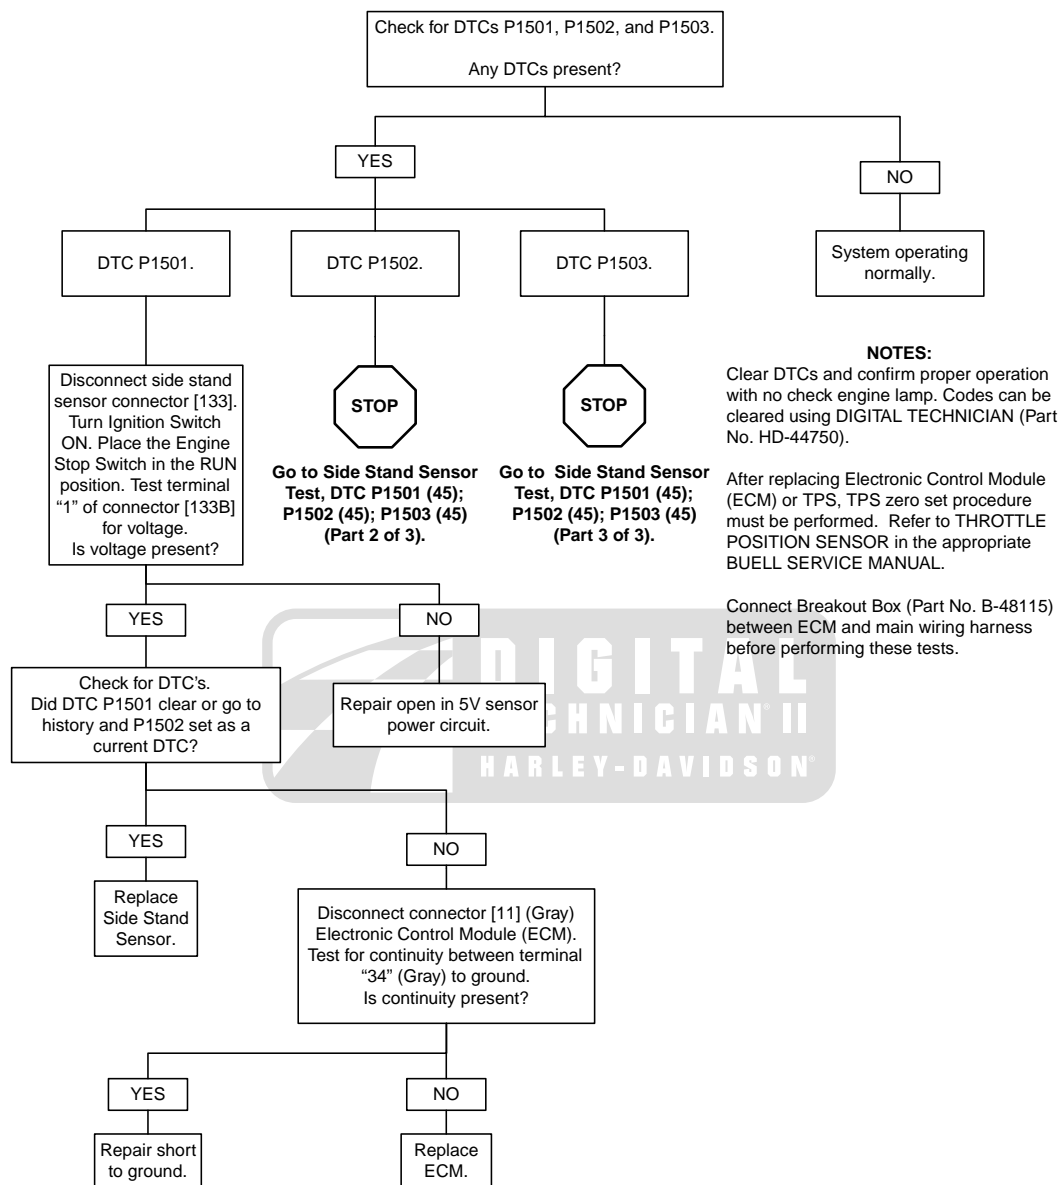 Check for DTCs P1501, P1502, and P1503.
Any DTCs present?
YES
NO
DTC P1501.
DTC P1502.
DTC P1503.
System operating
normally.
Disconnect side stand
sensor connector [133].
Turn Ignition Switch
ON. Place the Engine
Stop Switch in the RUN
position. Test terminal
“1” of connector [133B]
for voltage.
Is voltage present?
STOP
Go to Side Stand Sensor
Test, DTC P1501 (45);
P1502 (45); P1503 (45)
(Part 2 of 3).
STOP
Go to Side Stand Sensor
Test, DTC P1501 (45);
P1502 (45); P1503 (45)
(Part 3 of 3).
NOTES:
Clear DTCs and confirm proper operation
with no check engine lamp. Codes can be
cleared using DIGITAL TECHNICIAN (Part
No. HD-44750).
After replacing Electronic Control Module
(ECM) or TPS, TPS zero set procedure
must be performed. Refer to THROTTLE
POSITION SENSOR in the appropriate
BUELL SERVICE MANUAL.
Connect Breakout Box (Part No. B-48115)
between ECM and main wiring harness
before performing these tests.
YES
NO
Check for DTC's.
Did DTC P1501 clear or go to
history and P1502 set as a
current DTC?
Repair open in 5V sensor
power circuit.
DIGITAL
CHNICIAN® II
HARLEY-DAVIDSON®
YES
NO
Replace
Side Stand
Sensor.
Disconnect connector [11] (Gray)
Electronic Control Module (ECM).
Test for continuity between terminal
“34” (Gray) to ground.
Is continuity present?
YES
NO
Repair short
to ground.
Replace
ECM.